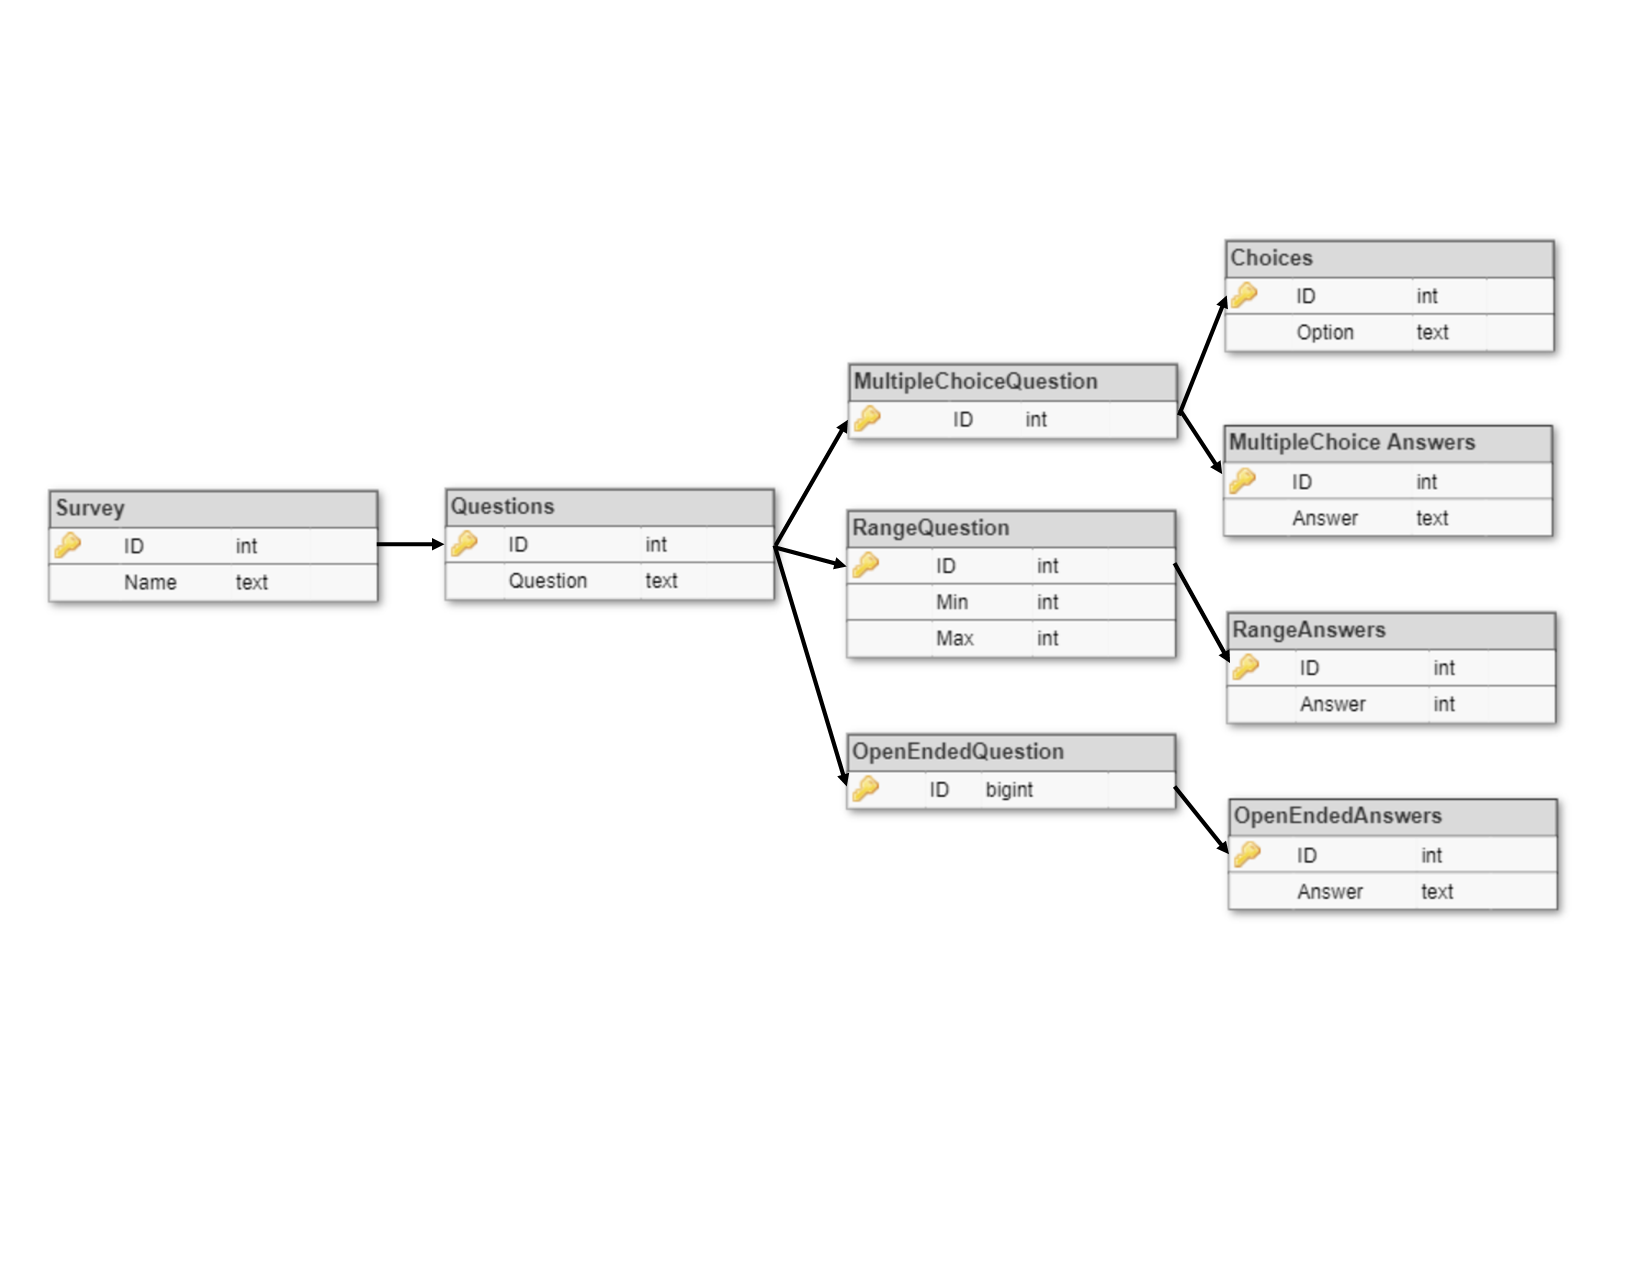 Survey
ID int
Name text
Questions
ID int
Question text
MultipleChoiceQuestion
ID int
RangeQuestion
ID int
Min int
Max int
OpenEndedQuestion
ID bigint
Choices
ID int
Option text
MultipleChoice Answers
ID int
Answer text
RangeAnswers
ID int
Answer int
OpenEndedAnswers
ID int
Answer text